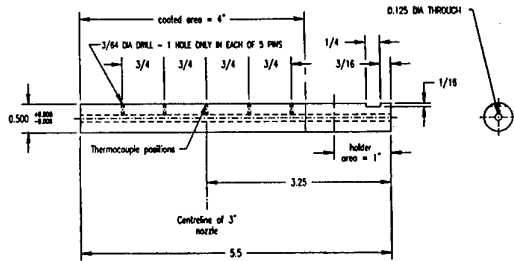 coated area = 4"
0.125 DIA THROUGH
3/64 DIA DRILL - 1 HOLE ONLY IN EACH OF 5 PINS
1/4
3/4 3/4 3/4 3/4
3/16
1/16
0.500
Thermocouple positions
holder
area = 1"
3.25
Centreline of 3"
nozzle
5.5